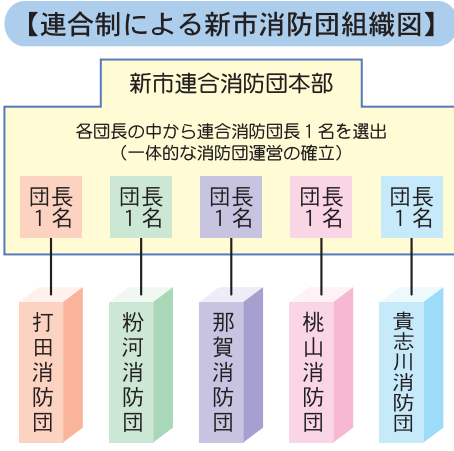 【連合制による新市消防団組織図】
新市連合消防団本部
各団長の中から連合消防団長1名を選出
（一体的な消防団運営の確立）
団長
1名
団長
1名
団長
1名
団長
1名
団長
1名
打田消防団
粉河消防団
那賀消防団
桃山消防団
貴志川消防団